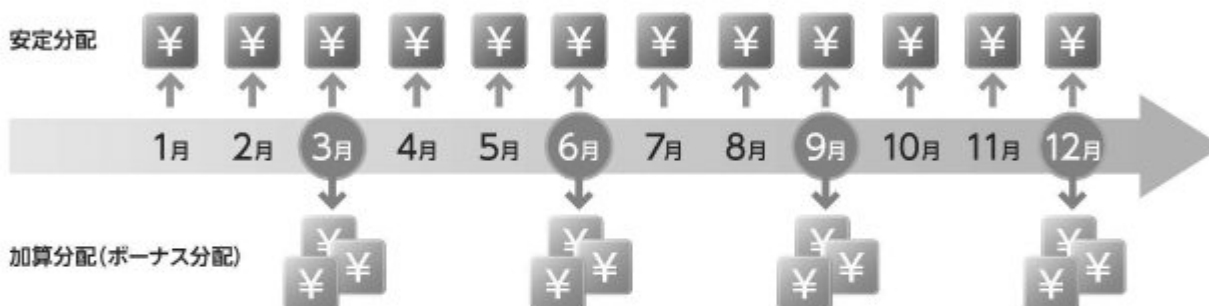 安定分配 ¥ ¥ ¥ ¥ ¥ ¥ ¥ ¥ ¥ ¥ ¥ ¥
1月 2月 3月 4月 5月 6月 7月 8月 9月 10月 11月 12月
加算分配(ボーナス分配) ¥ ¥ ¥ ¥ ¥ ¥ ¥ ¥ ¥ ¥ ¥ ¥